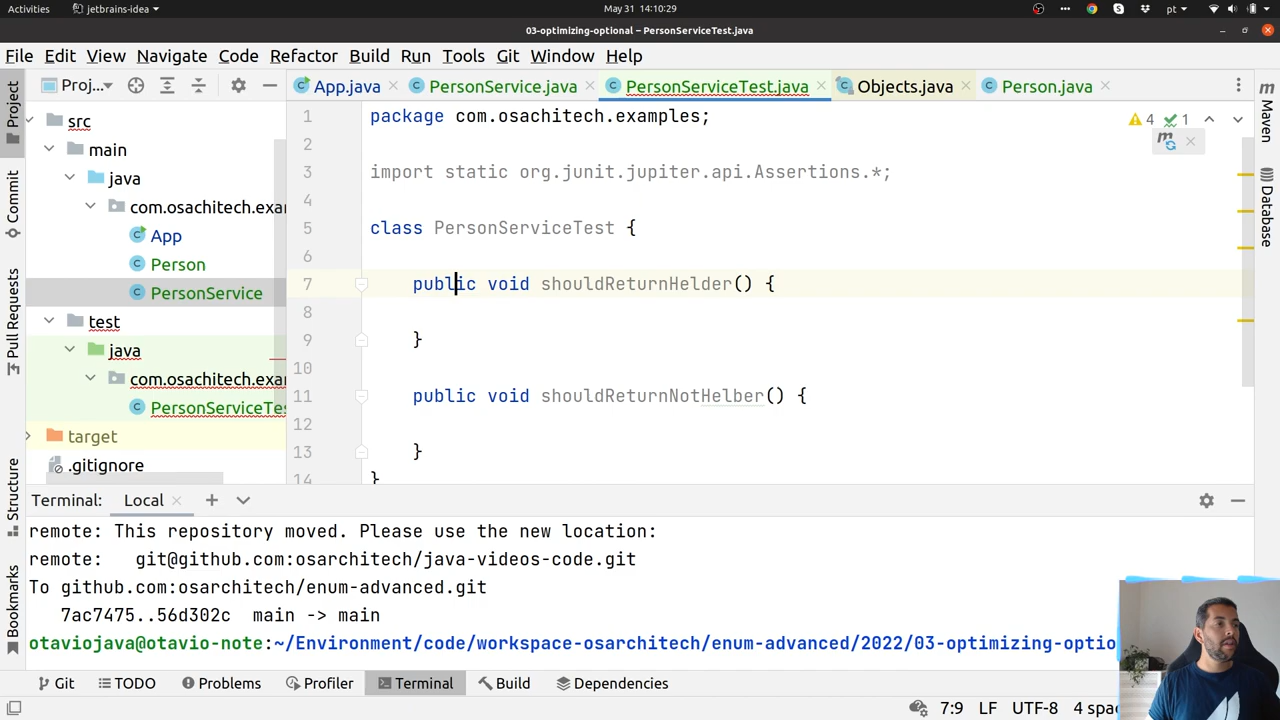 Activities jetbrains-idea May 31 14:10:29 pt
03-optimizing-optional – PersonServiceTest.java
File Edit View Navigate Code Refactor Build Run Tools Git Window Help
Proj... App.java PersonService.java PersonServiceTest.java Objects.java Person.java
Project
Commit
Pull Requests
Structure
Bookmarks
src
main
java
com.osachitech.exa
App
Person
PersonService
test
java
com.osachitech.exa
PersonServiceTes
target
.gitignore
1 package com.osachitech.examples;
2
3 import static org.junit.jupiter.api.Assertions.*;
4
5 class PersonServiceTest {
6
7 public void shouldReturnHelder() {
8
9 }
10
11 public void shouldReturnNotHelber() {
12
13 }
14 }
4 1
Maven
Database
Terminal: Local
remote: This repository moved. Please use the new location:
remote:   git@github.com:osarchitech/java-videos-code.git
To github.com:osarchitech/enum-advanced.git
7ac7475..56d302c  main -> main
otaviojava@otavio-note:~/Environment/code/workspace-osarchitech/enum-advanced/2022/03-optimizing-optio
Git TODO Problems Profiler Terminal Build Dependencies
7:9 LF UTF-8 4 spac